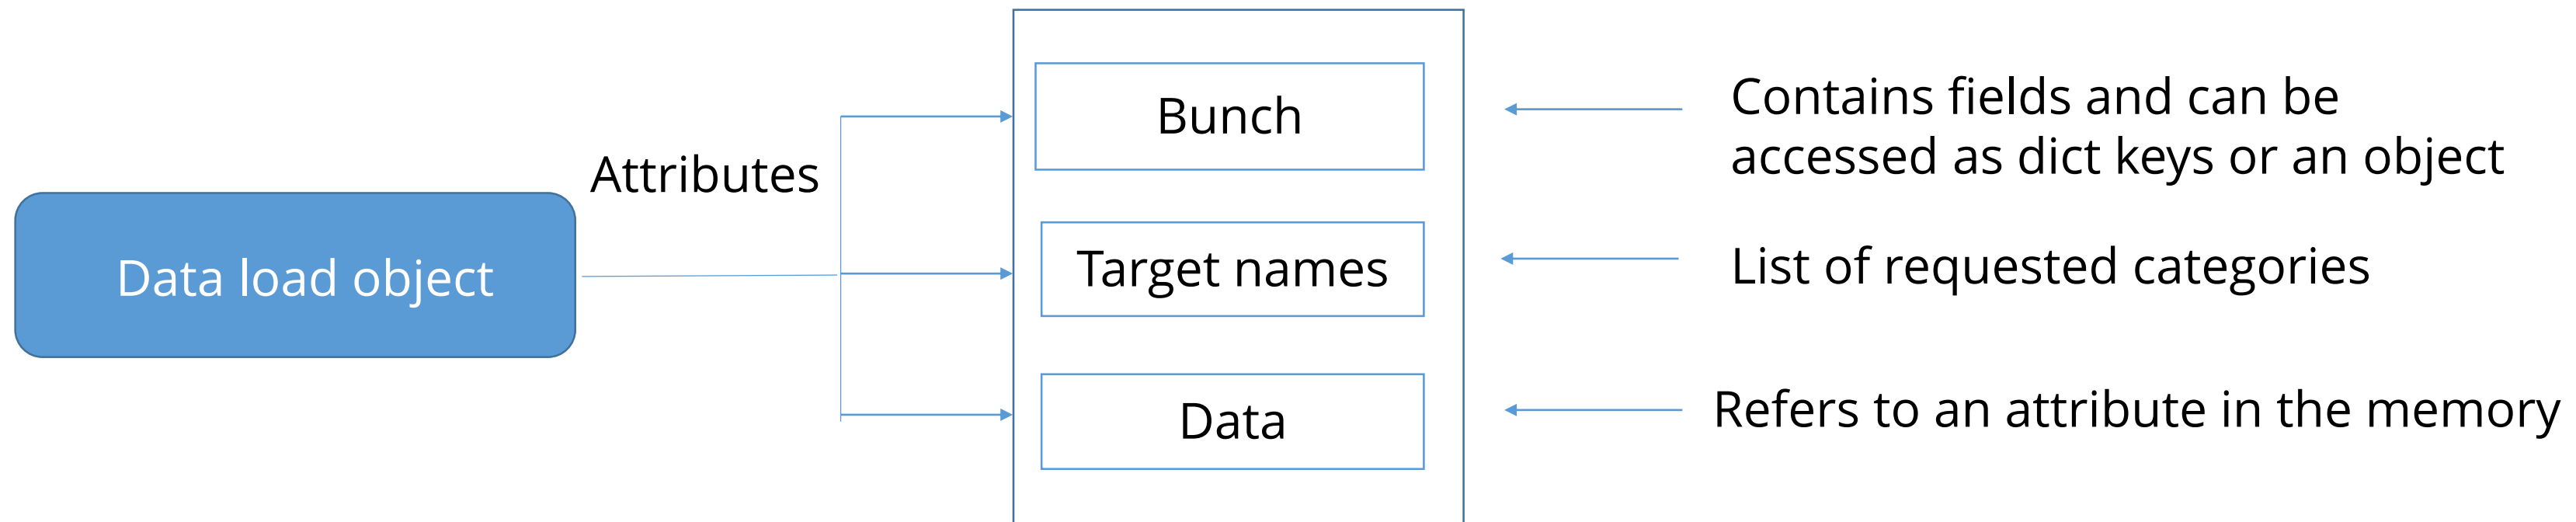 Data load object
Attributes
Bunch
Contains fields and can be
accessed as dict keys or an object
Target names
List of requested categories
Data
Refers to an attribute in the memory